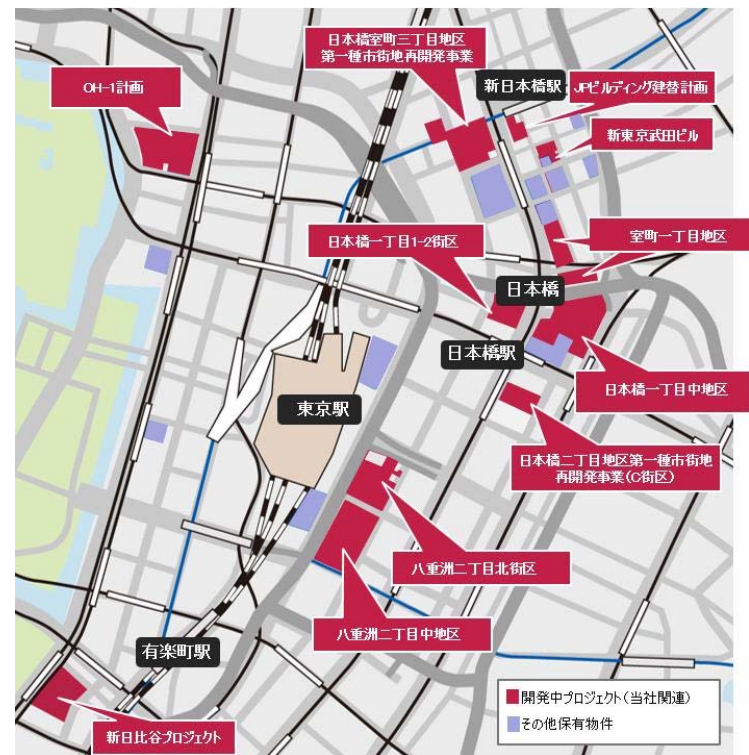 日本橋室町三丁目地区
第一種市街地再開発事業
OH-1計画
新日本橋駅
JPビルディング建替計画
新東京武田ビル
日本橋一丁目1-2街区
室町一丁目地区
日本橋
日本橋駅
東京駅
日本橋一丁目中地区
日本橋二丁目地区第一種市街地
再開発事業(C街区)
八重洲二丁目北街区
八重洲二丁目中地区
有楽町駅
新日比谷プロジェクト
開発中プロジェクト(当社関連)
その他保有物件